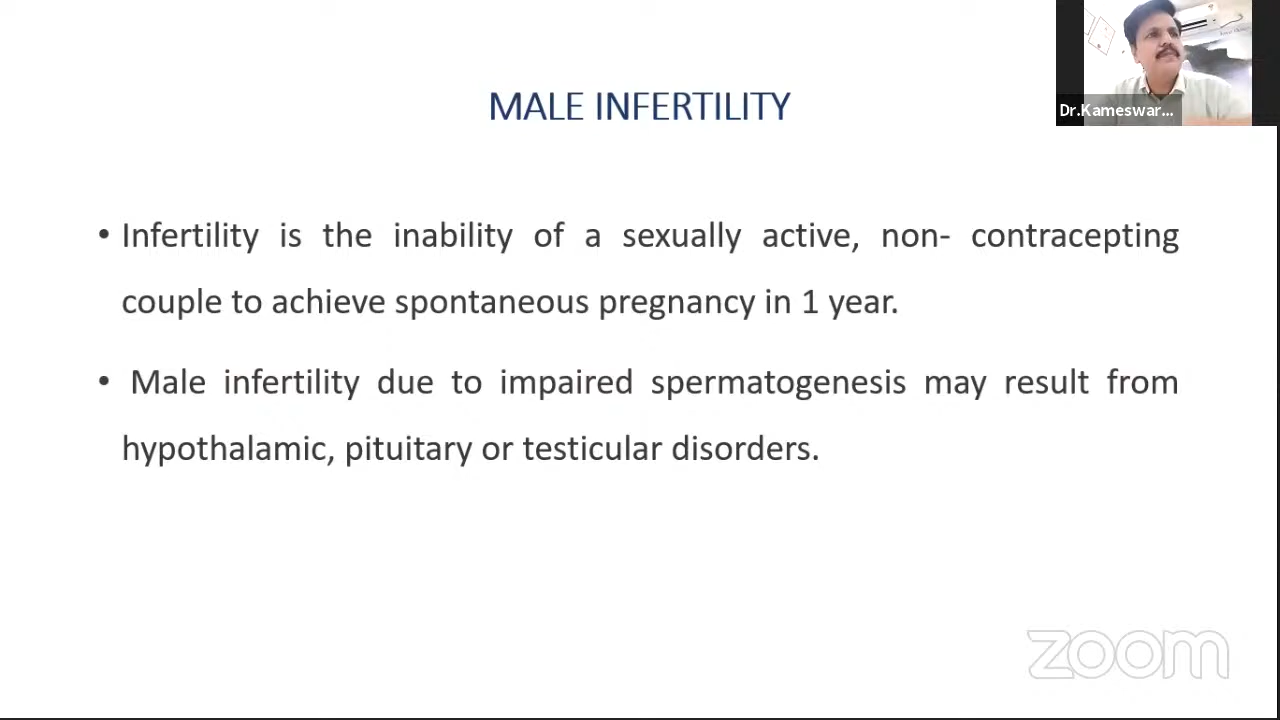 MALE INFERTILITY
Dr.Kameswar...
• Infertility is the inability of a sexually active, non- contracepting
couple to achieve spontaneous pregnancy in 1 year.
• Male infertility due to impaired spermatogenesis may result from
hypothalamic, pituitary or testicular disorders.
zoom